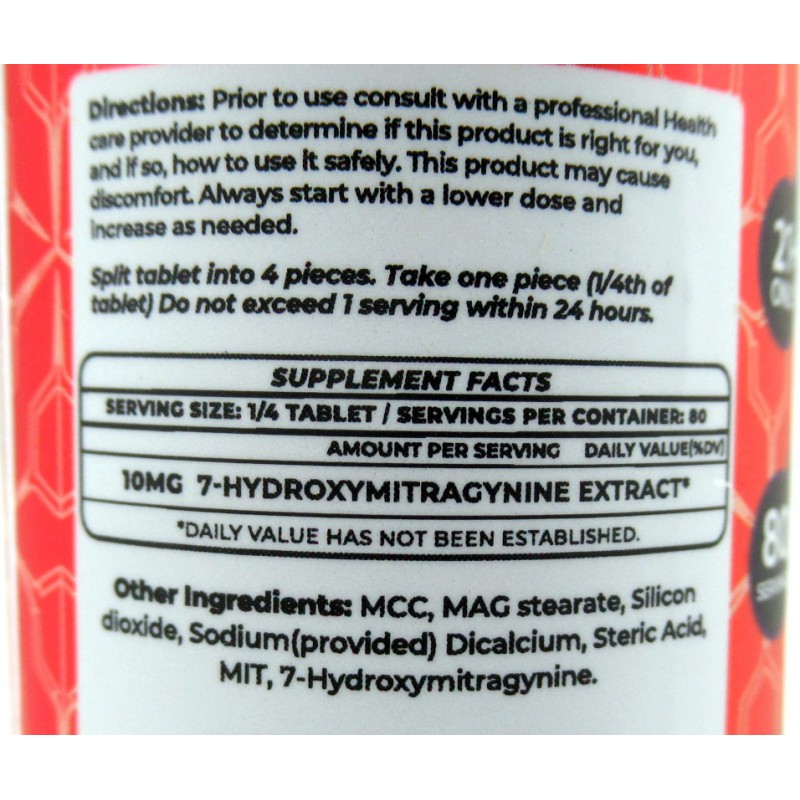 Directions: Prior to use consult with a professional Health
care provider to determine if this product is right for you,
and if so, how to use it safely. This product may cause
discomfort. Always start with a lower dose and
increase as needed.
Split tablet into 4 pieces. Take one piece (1/4th of
tablet) Do not exceed 1 serving within 24 hours.
SUPPLEMENT FACTS
SERVING SIZE: 1/4 TABLET / SERVINGS PER CONTAINER: 80
AMOUNT PER SERVING DAILY VALUE(%DV)
10MG 7-HYDROXYMITRAGYNINE EXTRACT*
*DAILY VALUE HAS NOT BEEN ESTABLISHED.
Other Ingredients: MCC, MAG stearate, Silicon
dioxide, Sodium(provided) Dicalcium, Steric Acid,
MIT, 7-Hydroxymitragynine.
80